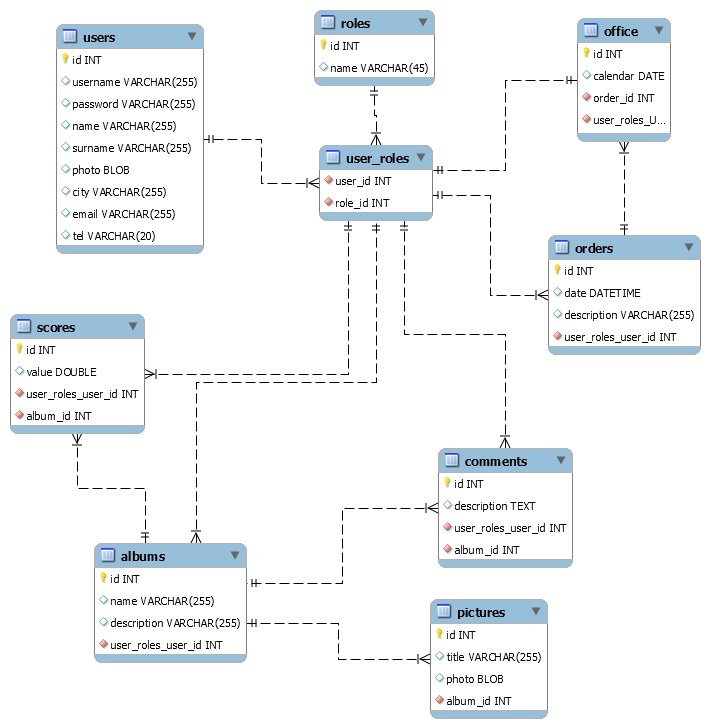 users
id INT
username VARCHAR(255)
password VARCHAR(255)
name VARCHAR(255)
surname VARCHAR(255)
photo BLOB
city VARCHAR(255)
email VARCHAR(255)
tel VARCHAR(20)
roles
id INT
name VARCHAR(45)
office
id INT
calendar DATE
order_id INT
user_roles_U...
user_roles
user_id INT
role_id INT
orders
id INT
date DATETIME
description VARCHAR(255)
user_roles_user_id INT
scores
id INT
value DOUBLE
user_roles_user_id INT
album_id INT
comments
id INT
description TEXT
user_roles_user_id INT
album_id INT
albums
id INT
name VARCHAR(255)
description VARCHAR(255)
user_roles_user_id INT
pictures
id INT
title VARCHAR(255)
photo BLOB
album_id INT